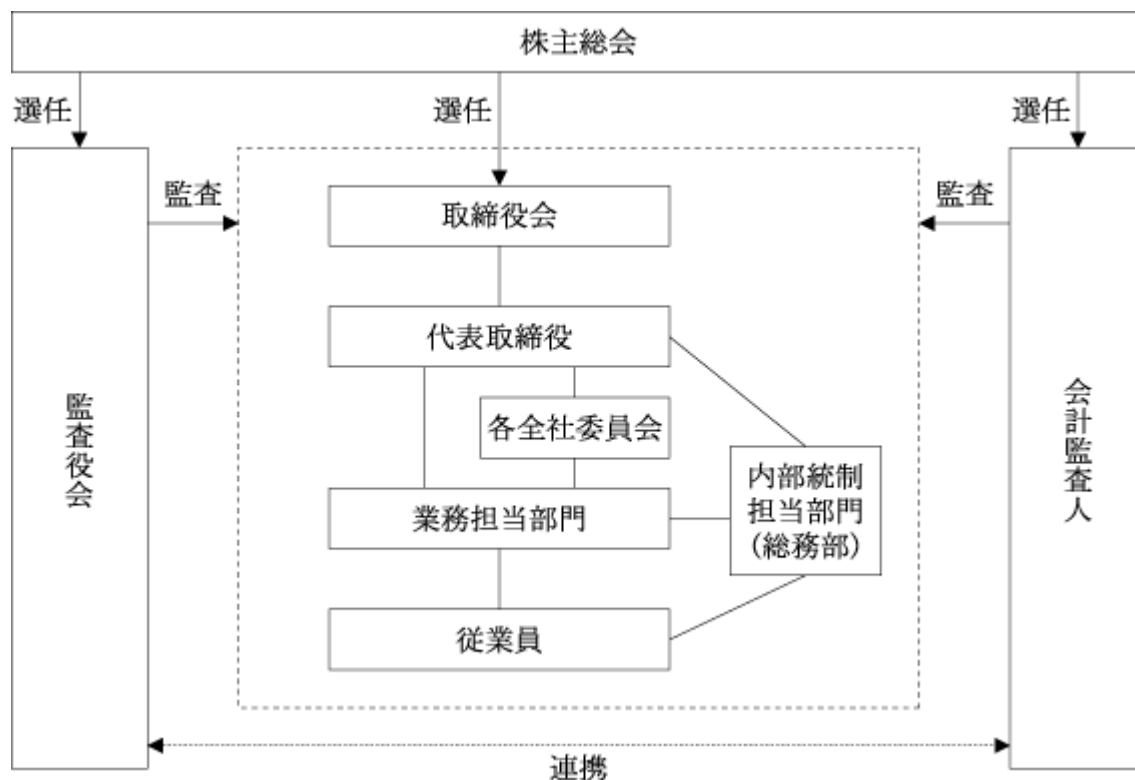 株主総会
選任
選任
選任
監査
監査
取締役会
代表取締役
各全社委員会
業務担当部門
内部統制
担当部門
(総務部)
従業員
監査役会
会計監査人
連携